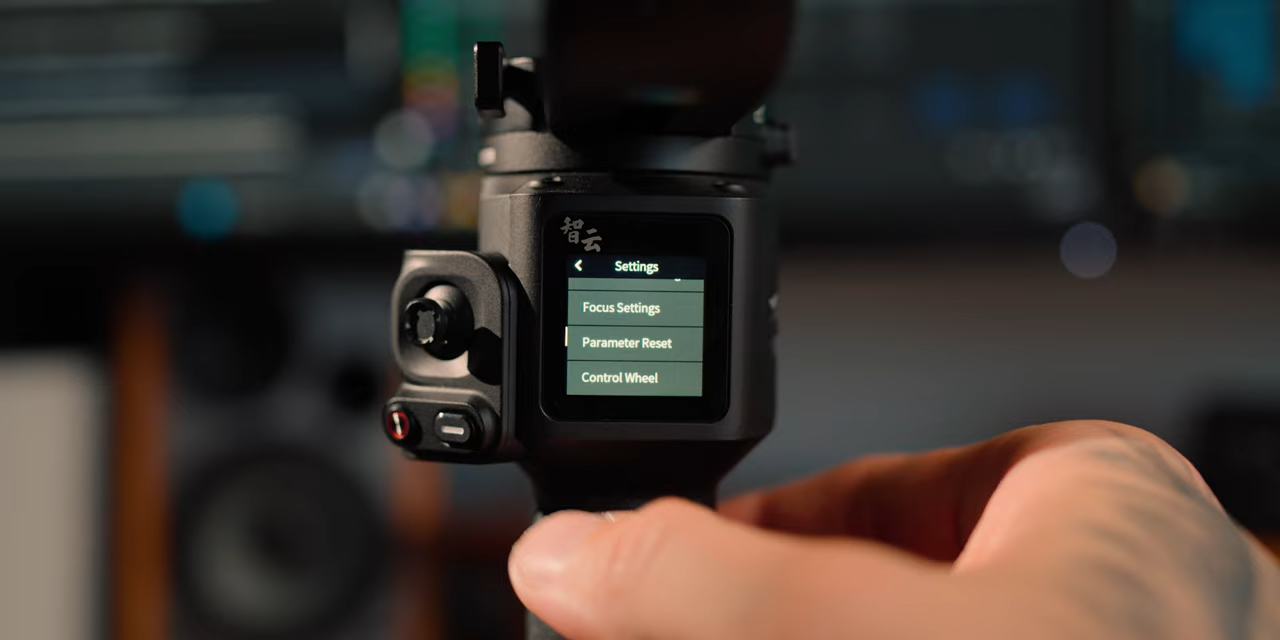 智云
Settings
Focus Settings
Parameter Reset
Control Wheel